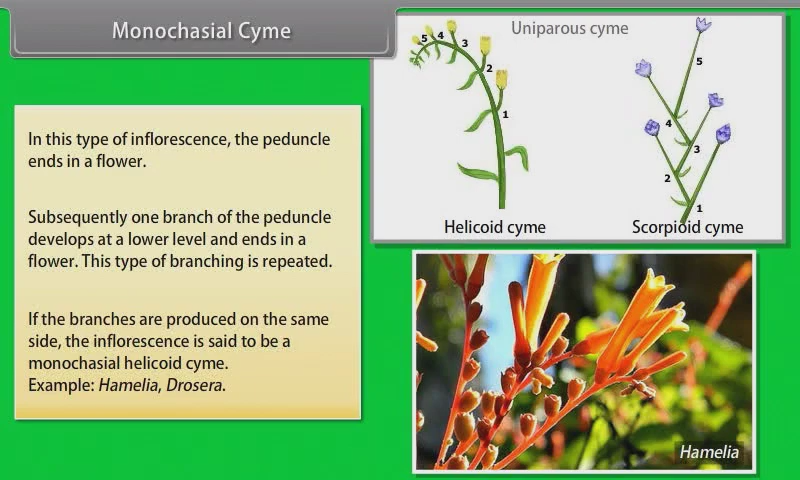 Monochasial Cyme
In this type of inflorescence, the peduncle
ends in a flower.
Subsequently one branch of the peduncle
develops at a lower level and ends in a
flower. This type of branching is repeated.
If the branches are produced on the same
side, the inflorescence is said to be a
monochasial helicoid cyme.
Example: Hamelia, Drosera.
Uniparous cyme
5
4
3
2
1
Helicoid cyme
5
4
3
2
1
Scorpioid cyme
Hamelia